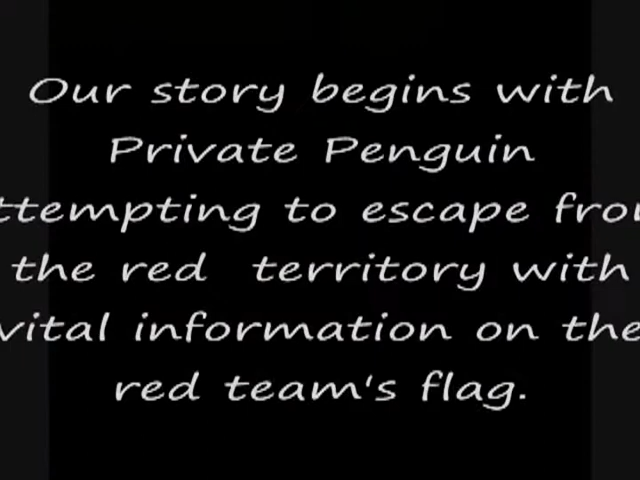 Our story begins with
Private Penguin
ttempting to escape fro
the red territory with
vital information on the
red team's flag.